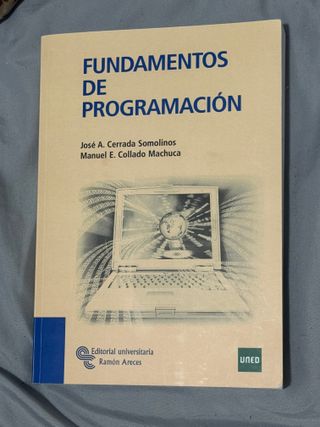 FUNDAMENTOS
DE
PROGRAMACIÓN
José A. Cerrada Somolinos
Manuel E. Collado Machuca
Editorial universitaria
Ramón Areces
UNED